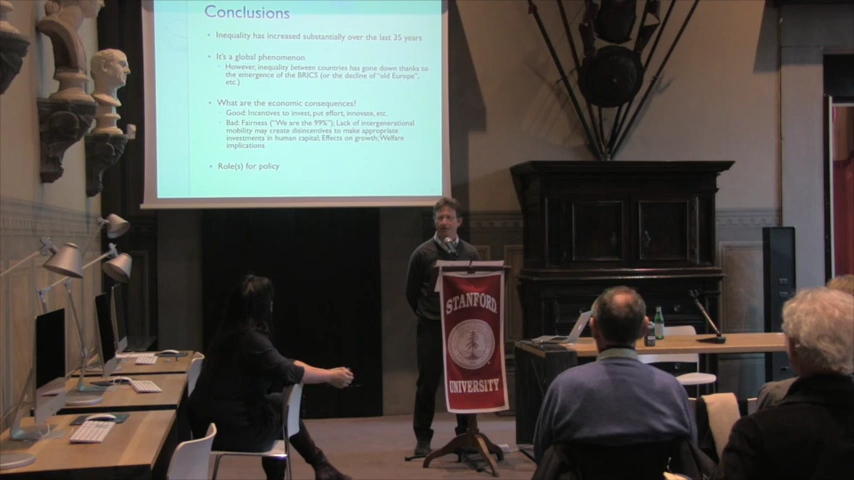 Conclusions
• Inequality has increased substantially over the last 35 years
• It's a global phenomenon
• However, inequality between countries has gone down thanks to
the emergence of the BRICS (or the decline of "old Europe",
etc.)
• What are the economic consequences?
• Good: Incentives to invest, put effort, innovate, etc.
• Bad: Fairness ("We are the 99%"); Lack of intergenerational
mobility may create disincentives to make appropriate
investments in human capital; Effects on growth; Welfare
implications
• Role(s) for policy
STANFORD
UNIVERSITY